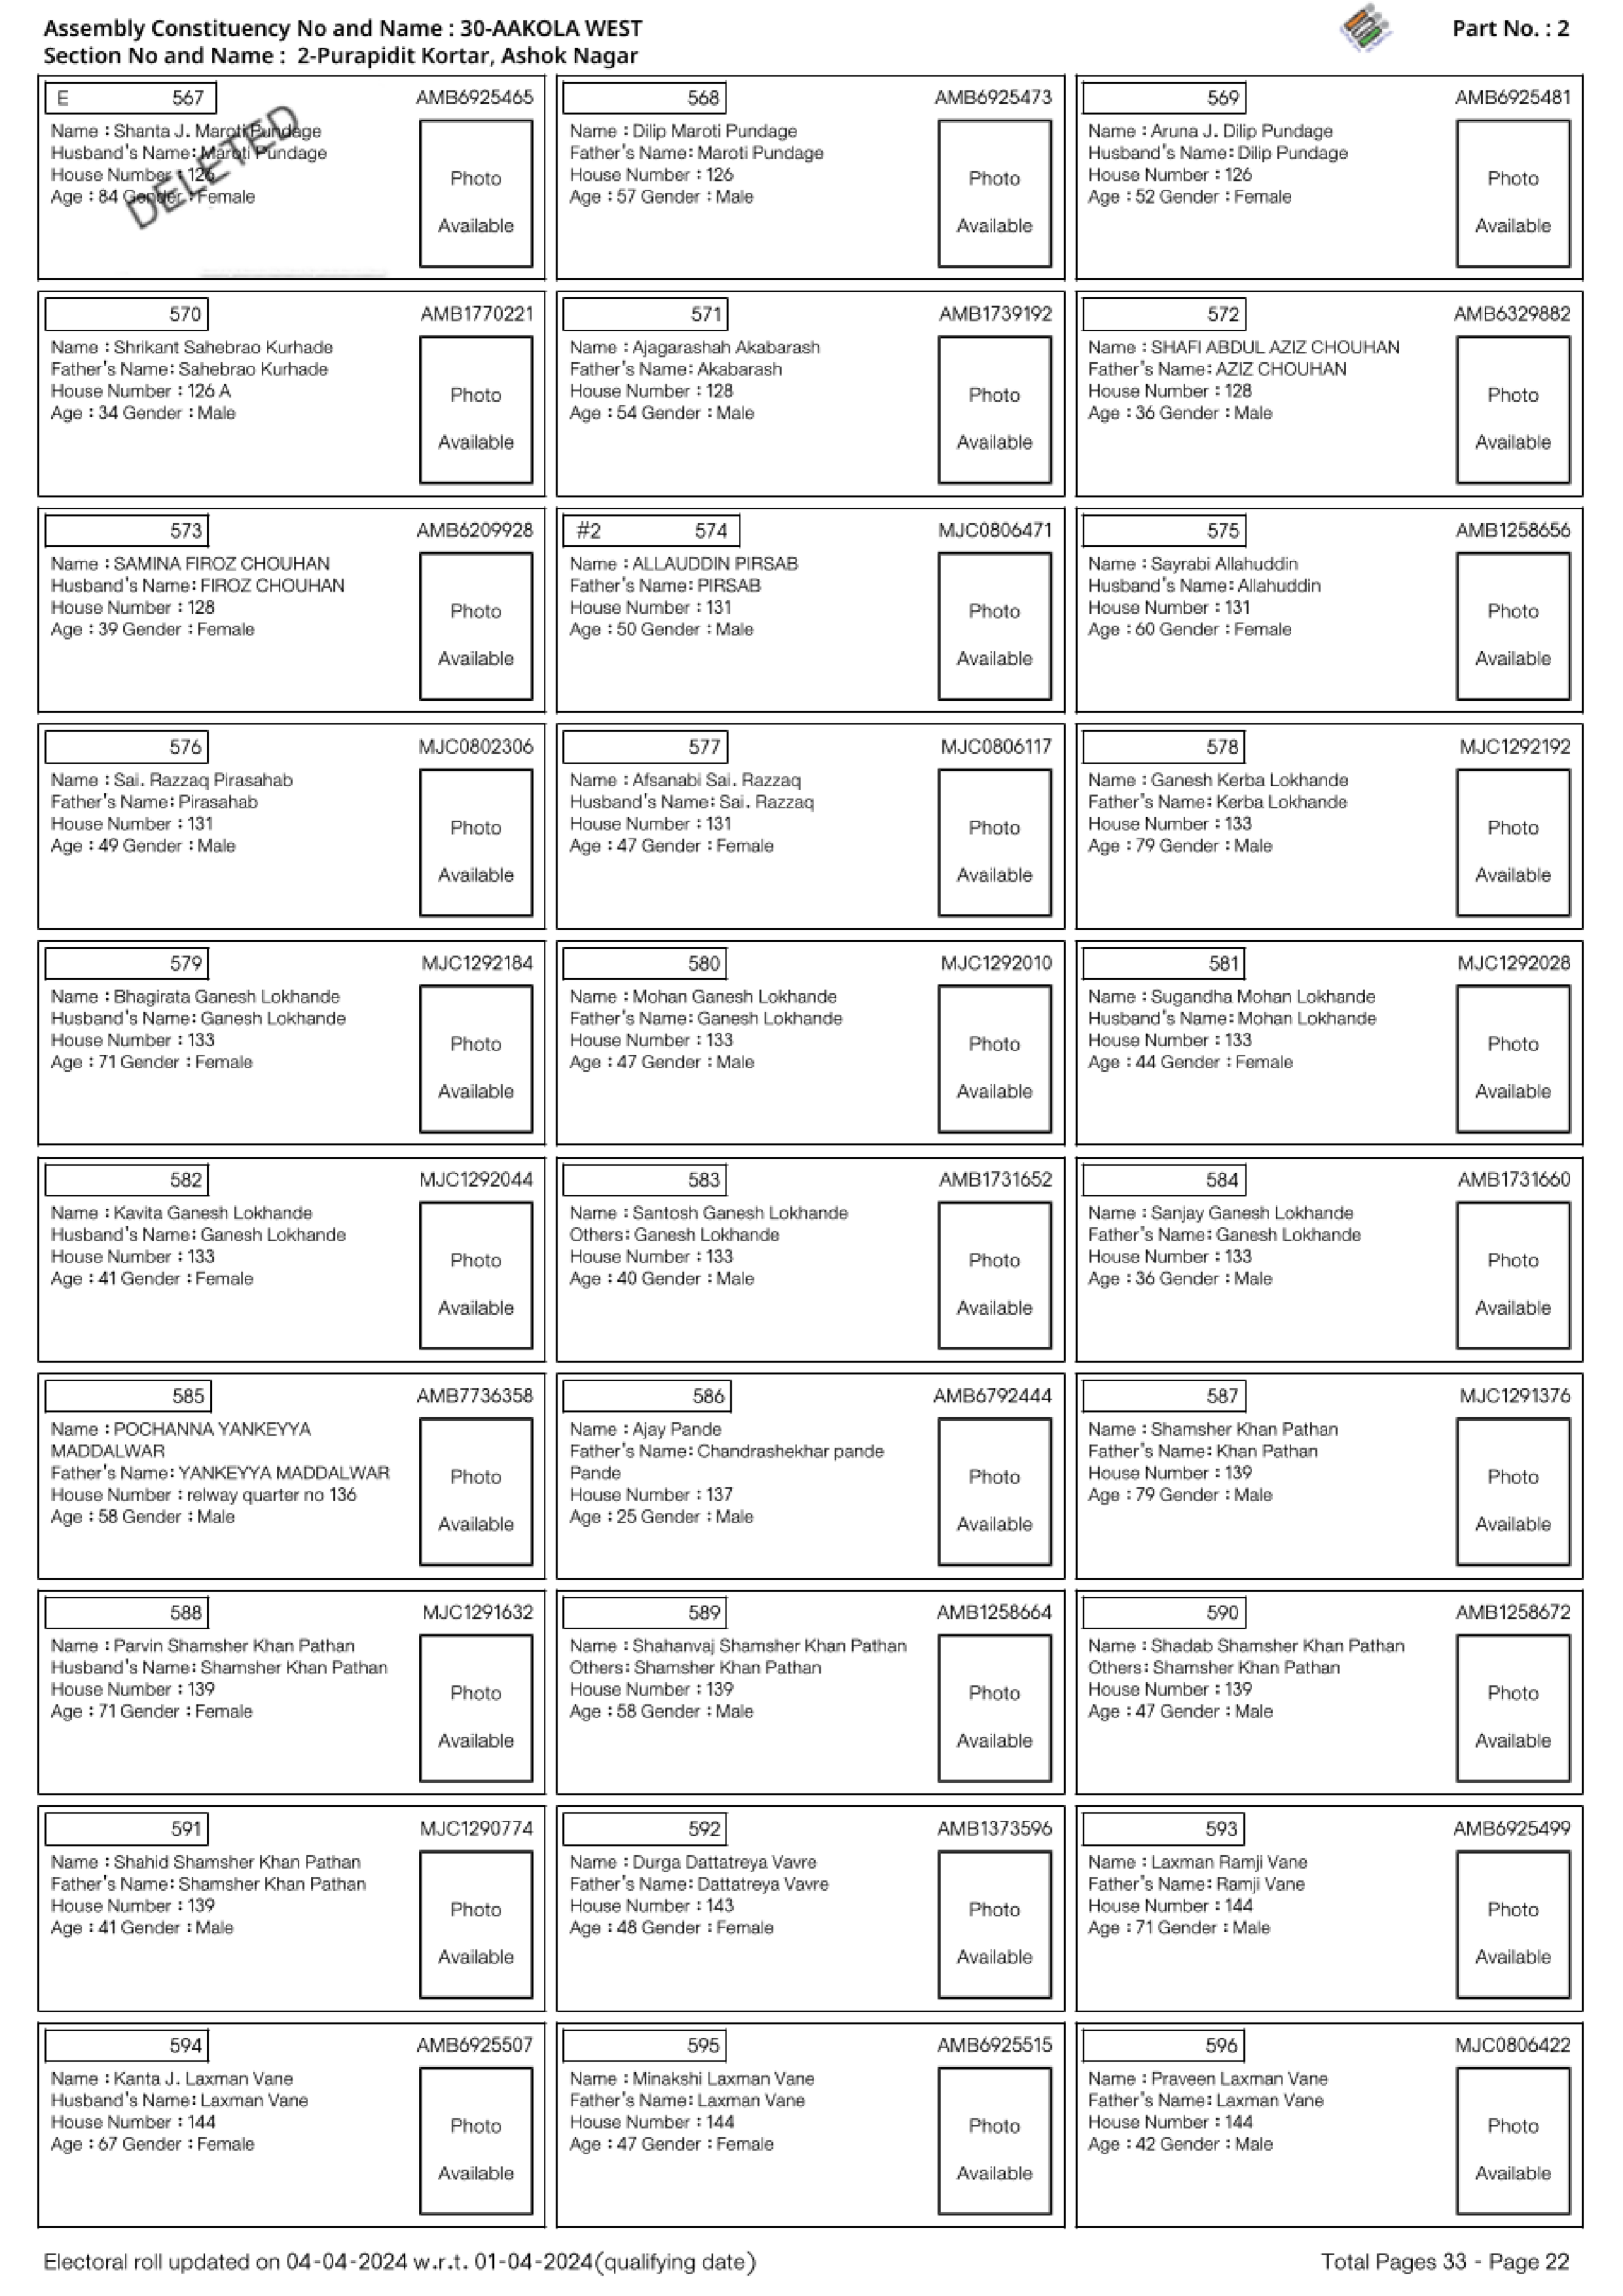 Assembly Constituency No and Name : 30-AAKOLA WEST
Part No. : 2
Section No and Name : 2-Purapidit Kortar, Ashok Nagar
E 567 AMB6925465
Name : Shanta J. Maroti Pundage
Husband's Name: Maroti Pundage
House Number : 126
Age : 84 Gender : Female
Photo
Available
DELETED
568 AMB6925473
Name : Dilip Maroti Pundage
Father's Name: Maroti Pundage
House Number : 126
Age : 57 Gender : Male
Photo
Available
569 AMB6925481
Name : Aruna J. Dilip Pundage
Husband's Name: Dilip Pundage
House Number : 126
Age : 52 Gender : Female
Photo
Available
570 AMB1770221
Name : Shrikant Sahebrao Kurhade
Father's Name: Sahebrao Kurhade
House Number : 126 A
Age : 34 Gender : Male
Photo
Available
571 AMB1739192
Name : Ajagarashah Akabarash
Father's Name: Akabarash
House Number : 128
Age : 54 Gender : Male
Photo
Available
572 AMB6329882
Name : SHAFI ABDUL AZIZ CHOUHAN
Father's Name: AZIZ CHOUHAN
House Number : 128
Age : 36 Gender : Male
Photo
Available
573 AMB6209928
Name : SAMINA FIROZ CHOUHAN
Husband's Name: FIROZ CHOUHAN
House Number : 128
Age : 39 Gender : Female
Photo
Available
#2 574 MJC0806471
Name : ALLAUDDIN PIRSAB
Father's Name: PIRSAB
House Number : 131
Age : 50 Gender : Male
Photo
Available
575 AMB1258656
Name : Sayrabi Allahuddin
Husband's Name: Allahuddin
House Number : 131
Age : 60 Gender : Female
Photo
Available
576 MJC0802306
Name : Sai. Razzaq Pirasahab
Father's Name: Pirasahab
House Number : 131
Age : 49 Gender : Male
Photo
Available
577 MJC0806117
Name : Afsanabi Sai. Razzaq
Husband's Name: Sai. Razzaq
House Number : 131
Age : 47 Gender : Female
Photo
Available
578 MJC1292192
Name : Ganesh Kerba Lokhande
Father's Name: Kerba Lokhande
House Number : 133
Age : 79 Gender : Male
Photo
Available
579 MJC1292184
Name : Bhagirata Ganesh Lokhande
Husband's Name: Ganesh Lokhande
House Number : 133
Age : 71 Gender : Female
Photo
Available
580 MJC1292010
Name : Mohan Ganesh Lokhande
Father's Name: Ganesh Lokhande
House Number : 133
Age : 47 Gender : Male
Photo
Available
581 MJC1292028
Name : Sugandha Mohan Lokhande
Husband's Name: Mohan Lokhande
House Number : 133
Age : 44 Gender : Female
Photo
Available
582 MJC1292044
Name : Kavita Ganesh Lokhande
Husband's Name: Ganesh Lokhande
House Number : 133
Age : 41 Gender : Female
Photo
Available
583 AMB1731652
Name : Santosh Ganesh Lokhande
Others: Ganesh Lokhande
House Number : 133
Age : 40 Gender : Male
Photo
Available
584 AMB1731660
Name : Sanjay Ganesh Lokhande
Father's Name: Ganesh Lokhande
House Number : 133
Age : 36 Gender : Male
Photo
Available
585 AMB7736358
Name : POCHANNA YANKEYYA
MADDALWAR
Father's Name: YANKEYYA MADDALWAR
House Number : relway quarter no 136
Age : 58 Gender : Male
Photo
Available
586 AMB6792444
Name : Ajay Pande
Father's Name: Chandrashekhar pande
Pande
House Number : 137
Age : 25 Gender : Male
Photo
Available
587 MJC1291376
Name : Shamsher Khan Pathan
Father's Name: Khan Pathan
House Number : 139
Age : 79 Gender : Male
Photo
Available
588 MJC1291632
Name : Parvin Shamsher Khan Pathan
Husband's Name: Shamsher Khan Pathan
House Number : 139
Age : 71 Gender : Female
Photo
Available
589 AMB1258664
Name : Shahanvaj Shamsher Khan Pathan
Others: Shamsher Khan Pathan
House Number : 139
Age : 58 Gender : Male
Photo
Available
590 AMB1258672
Name : Shadab Shamsher Khan Pathan
Others: Shamsher Khan Pathan
House Number : 139
Age : 47 Gender : Male
Photo
Available
591 MJC1290774
Name : Shahid Shamsher Khan Pathan
Father's Name: Shamsher Khan Pathan
House Number : 139
Age : 41 Gender : Male
Photo
Available
592 AMB1373596
Name : Durga Dattatreya Vavre
Father's Name: Dattatreya Vavre
House Number : 143
Age : 48 Gender : Female
Photo
Available
593 AMB6925499
Name : Laxman Ramji Vane
Father's Name: Ramji Vane
House Number : 144
Age : 71 Gender : Male
Photo
Available
594 AMB6925507
Name : Kanta J. Laxman Vane
Husband's Name: Laxman Vane
House Number : 144
Age : 67 Gender : Female
Photo
Available
595 AMB6925515
Name : Minakshi Laxman Vane
Father's Name: Laxman Vane
House Number : 144
Age : 47 Gender : Female
Photo
Available
596 MJC0806422
Name : Praveen Laxman Vane
Father's Name: Laxman Vane
House Number : 144
Age : 42 Gender : Male
Photo
Available
Electoral roll updated on 04-04-2024 w.r.t. 01-04-2024(qualifying date)
Total Pages 33 - Page 22